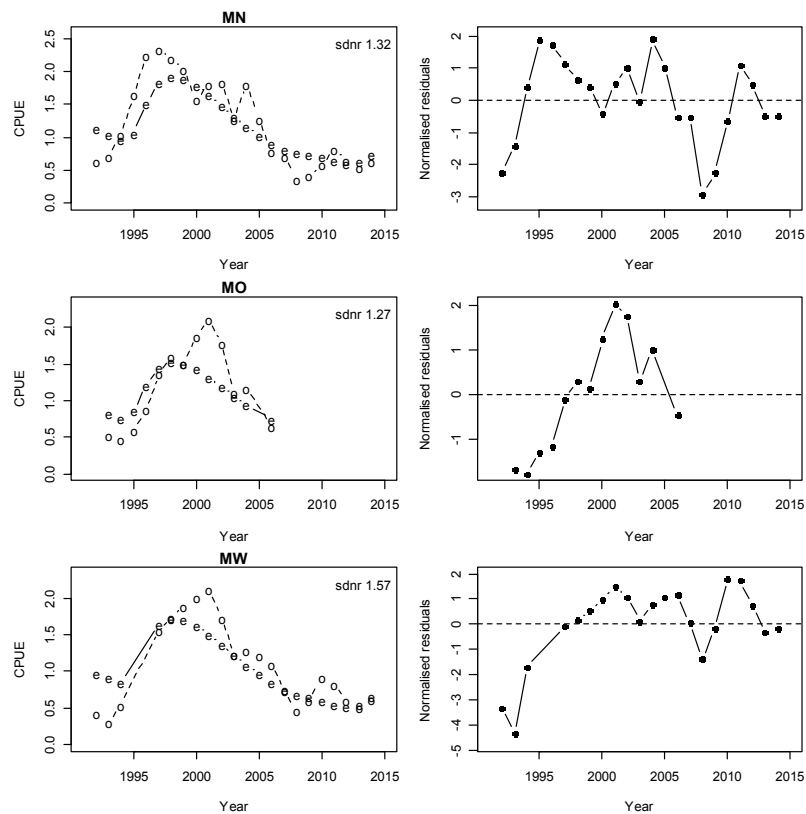 MN
sdnr 1.32
CPUE
0.0 0.5 1.0 1.5 2.0 2.5
1995 2000 2005 2010 2015
Year
Normalised residuals
-3 -2 -1 0 1 2
1995 2000 2005 2010 2015
Year
MO
sdnr 1.27
CPUE
0.0 0.5 1.0 1.5 2.0
1995 2000 2005 2010 2015
Year
Normalised residuals
-1 0 1 2
1995 2000 2005 2010 2015
Year
MW
sdnr 1.57
CPUE
0.0 0.5 1.0 1.5 2.0
1995 2000 2005 2010 2015
Year
Normalised residuals
-5 -4 -3 -2 -1 0 1 2
1995 2000 2005 2010 2015
Year